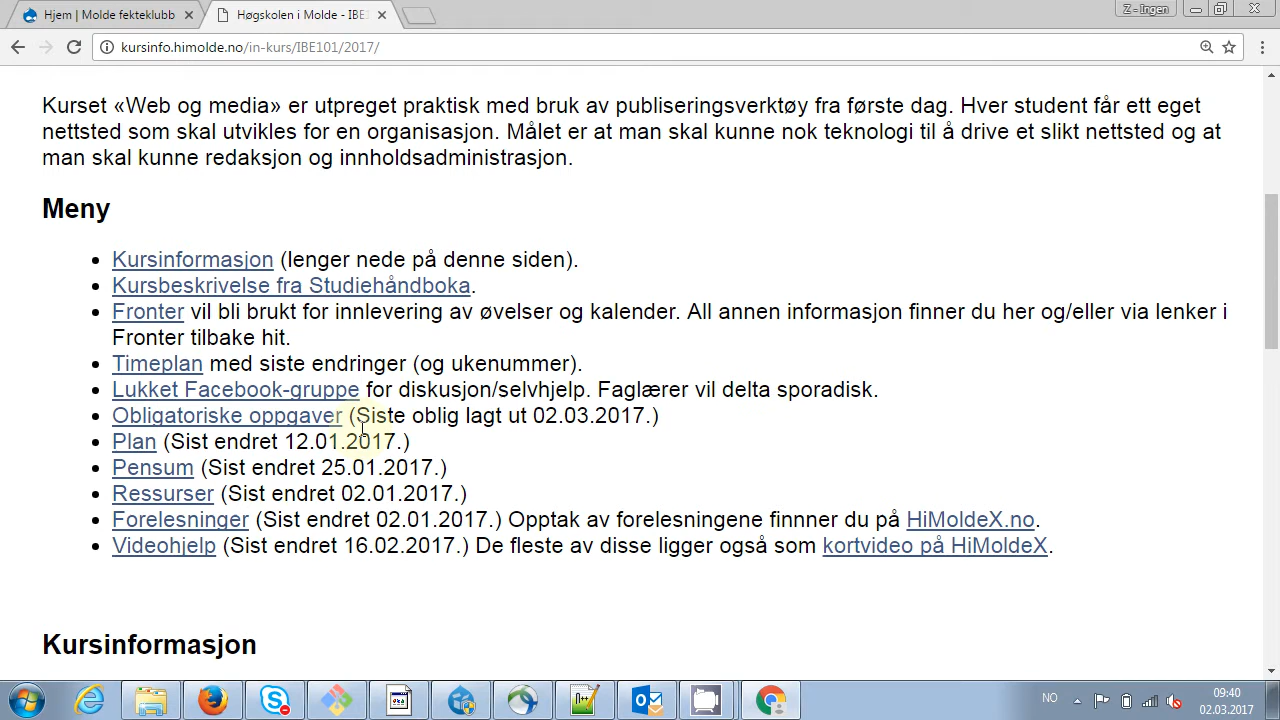 Hjem | Molde fekteklubb
Høgskolen i Molde - IBE1
Z - Ingen
kursinfo.himolde.no/in-kurs/IBE101/2017/
Kurset «Web og media» er utpreget praktisk med bruk av publiseringsverktøy fra første dag. Hver student får ett eget
nettsted som skal utvikles for en organisasjon. Målet er at man skal kunne nok teknologi til å drive et slikt nettsted og at
man skal kunne redaksjon og innholdsadministrasjon.
Meny
Kursinformasjon (lenger nede på denne siden).
Kursbeskrivelse fra Studiehåndboka.
Fronter vil bli brukt for innlevering av øvelser og kalender. All annen informasjon finner du her og/eller via lenker i
Fronter tilbake hit.
Timeplan med siste endringer (og ukenummer).
Lukket Facebook-gruppe for diskusjon/selvhjelp. Faglærer vil delta sporadisk.
Obligatoriske oppgaver (Siste oblig lagt ut 02.03.2017.)
Plan (Sist endret 12.01.2017.)
Pensum (Sist endret 25.01.2017.)
Ressurser (Sist endret 02.01.2017.)
Forelesninger (Sist endret 02.01.2017.) Opptak av forelesningene finnner du på HiMoldeX.no.
Videohjelp (Sist endret 16.02.2017.) De fleste av disse ligger også som kortvideo på HiMoldeX.
Kursinformasjon
NO
09:40
02.03.2017